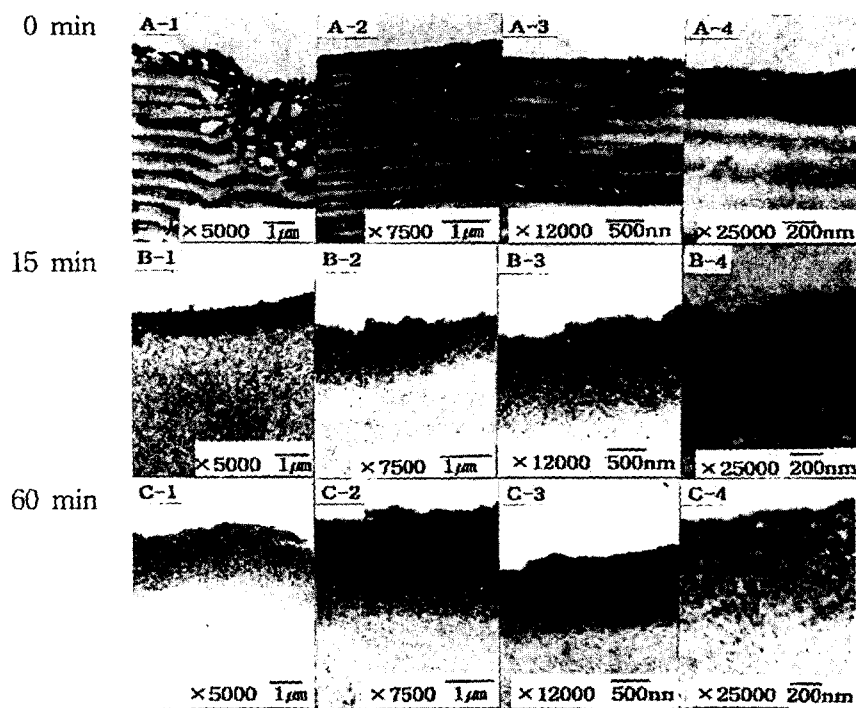 0 min
A-1 A-2 A-3 A-4
×5000 1μm ×7500 1μm ×12000 500nm ×25000 200nm
15 min
B-1 B-2 B-3 B-4
×5000 1μm ×7500 1μm ×12000 500nm ×25000 200nm
60 min
C-1 C-2 C-3 C-4
×5000 1μm ×7500 1μm ×12000 500nm ×25000 200nm